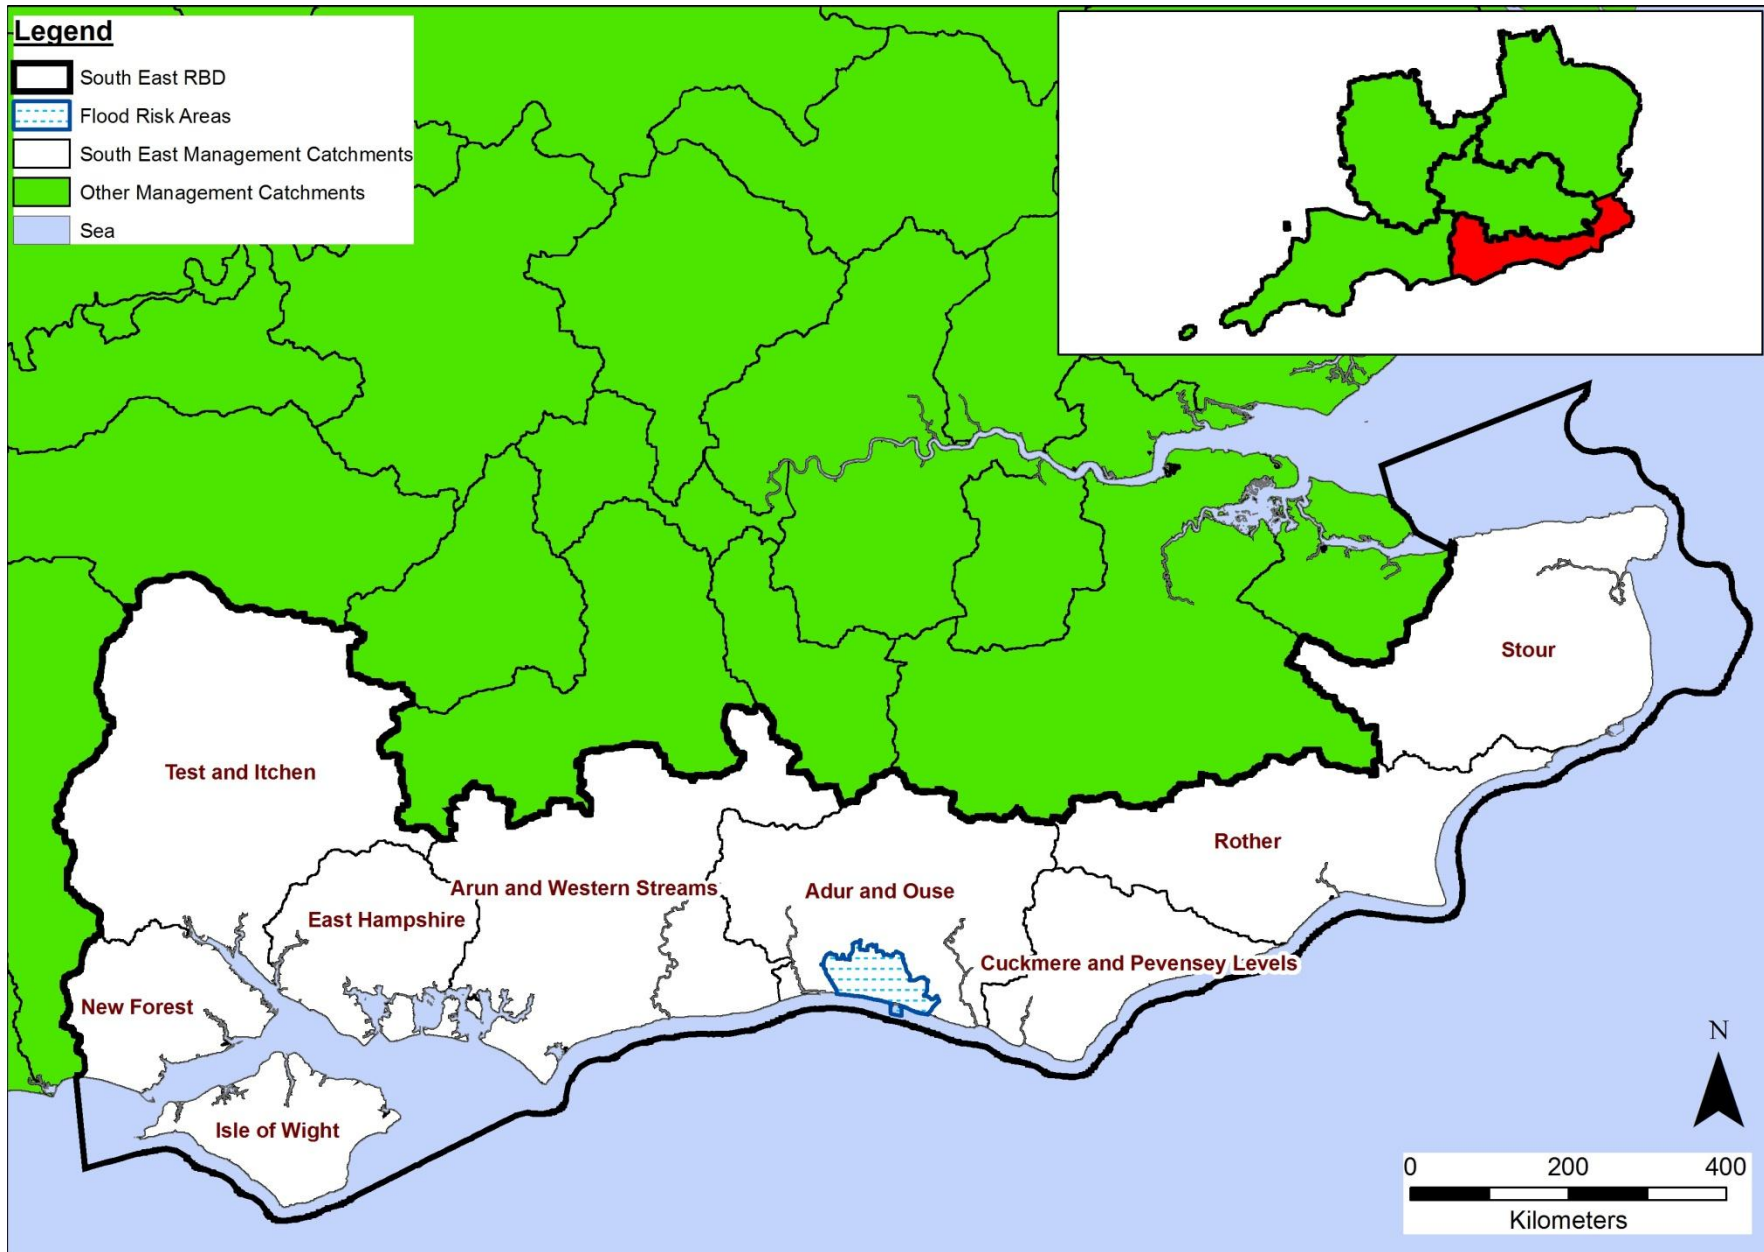 Legend
South East RBD
Flood Risk Areas
South East Management Catchments
Other Management Catchments
Sea
Stour
Test and Itchen
Rother
Arun and Western Streams
Adur and Ouse
East Hampshire
Cuckmere and Pevensey Levels
New Forest
Isle of Wight
N
0 200 400
Kilometers